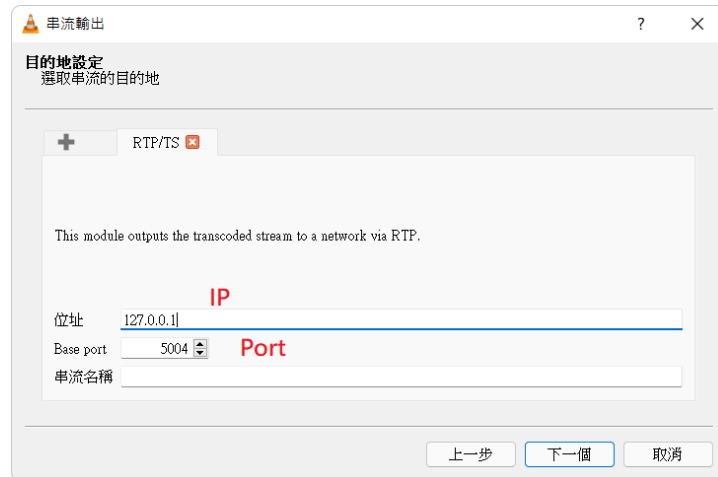 串流輸出
?
目的地設定
選取串流的目的地
RTP/TS
This module outputs the transcoded stream to a network via RTP.
IP
位址 127.0.0.1
Base port 5004 Port
串流名稱
上一步 下一個 取消